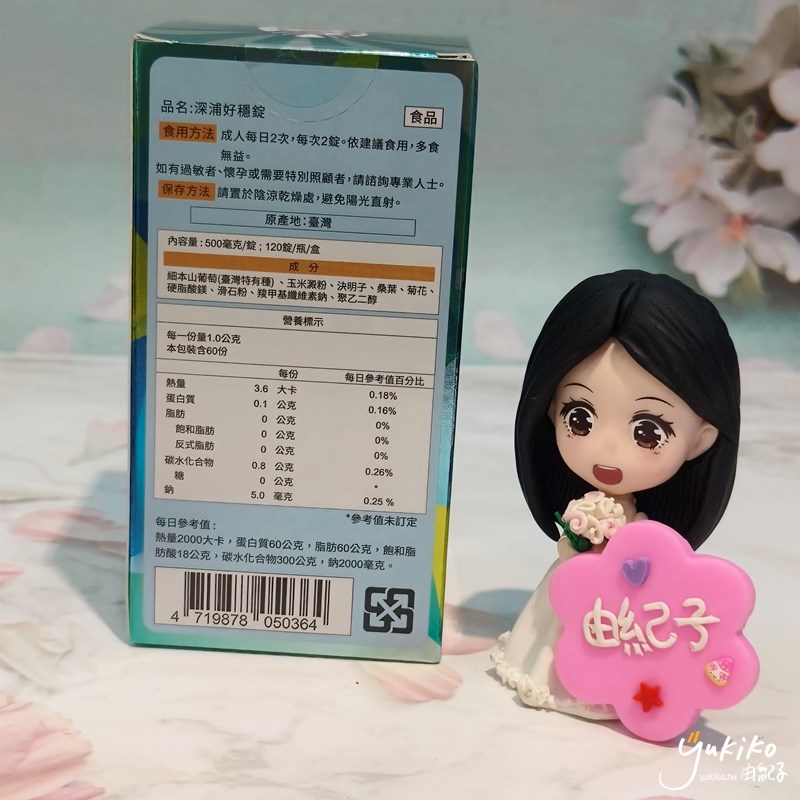 品名:深浦好穩錠
食品
食用方法 成人每日2次,每次2錠。依建議食用,多食
無益。
如有過敏者、懷孕或需要特別照顧者,請諮詢專業人士。
保存方法 請置於陰涼乾燥處,避免陽光直射。
原產地:臺灣
內容量:500毫克/錠;120錠/瓶/盒
成 分
細本山葡萄(臺灣特有種)、玉米澱粉、決明子、桑葉、菊花、
硬脂酸鎂、滑石粉、羧甲基纖維素鈉、聚乙二醇
營養標示
每一份量1.0公克
本包裝含60份
每份 每日參考值百分比
熱量 3.6 大卡 0.18%
蛋白質 0.1 公克 0.16%
脂肪 0 公克 0%
飽和脂肪 0 公克 0%
反式脂肪 0 公克 0%
碳水化合物 0.8 公克 0.26%
糖 0 公克 *
鈉 5.0 毫克 0.25 %
*參考值未訂定
每日參考值:
熱量2000大卡,蛋白質60公克,脂肪60公克,飽和脂
肪酸18公克,碳水化合物300公克,鈉2000毫克。
4 719878 050364
由紀子
yukiko
yukiko.tw 由紀子